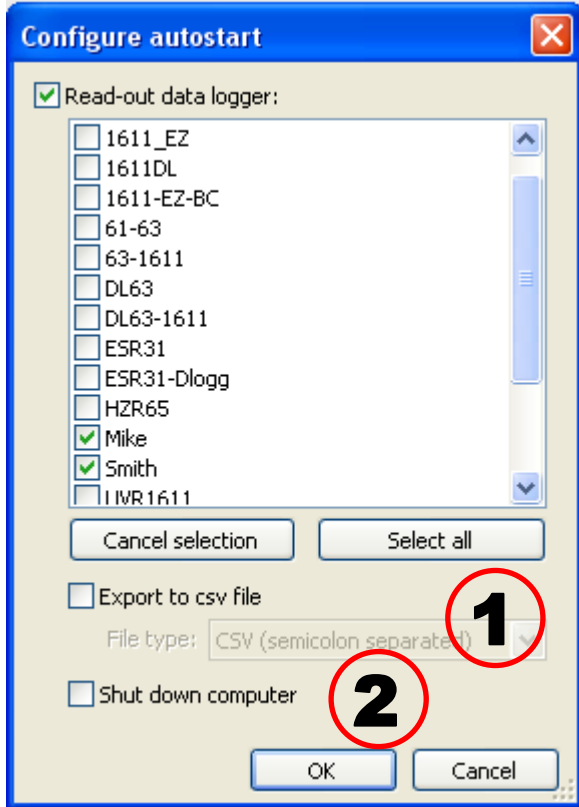 Configure autostart
Read-out data logger:
1611_EZ
1611DL
1611-EZ-BC
61-63
63-1611
DL63
DL63-1611
ESR31
ESR31-Dlogg
HZR65
Mike
Smith
UVR1611
Cancel selection Select all
Export to csv file
1
File type: CSV (semicolon separated)
Shut down computer 2
OK Cancel